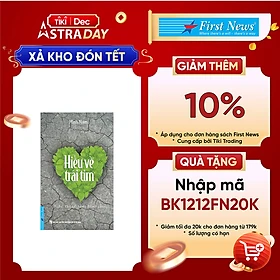 Tiki | Dec
ASTRADAY
XẢ KHO ĐÓN TẾT
First News
GIẢM THÊM
10%
* Áp dụng cho đơn hàng sách First News
* Cung cấp bởi Tiki Trading
QUÀ TẶNG
Nhập mã
BK1212FN20K
* Giảm tối đa 20k cho đơn hàng từ 179k
* Số lượng có hạn
Hiểu về
trái tim